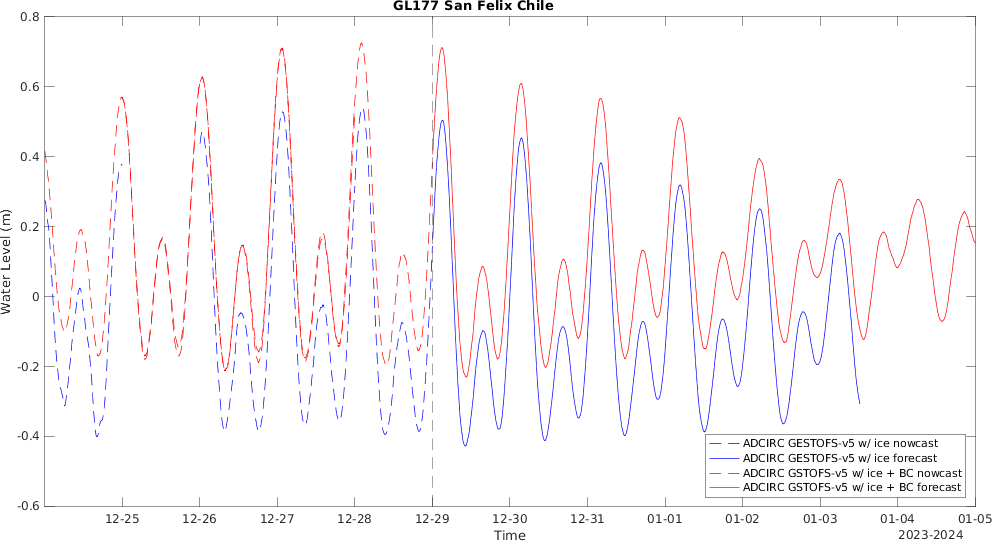 GL177 San Felix Chile
0.8
0.6
0.4
0.2
0
-0.2
-0.4
-0.6
Water Level (m)
ADCIRC GESTOFS-v5 w/ ice nowcast
ADCIRC GESTOFS-v5 w/ ice forecast
ADCIRC GSTOFS-v5 w/ ice + BC nowcast
ADCIRC GSTOFS-v5 w/ ice + BC forecast
12-25 12-26 12-27 12-28 12-29 12-30 12-31 01-01 01-02 01-03 01-04 01-05
Time
2023-2024